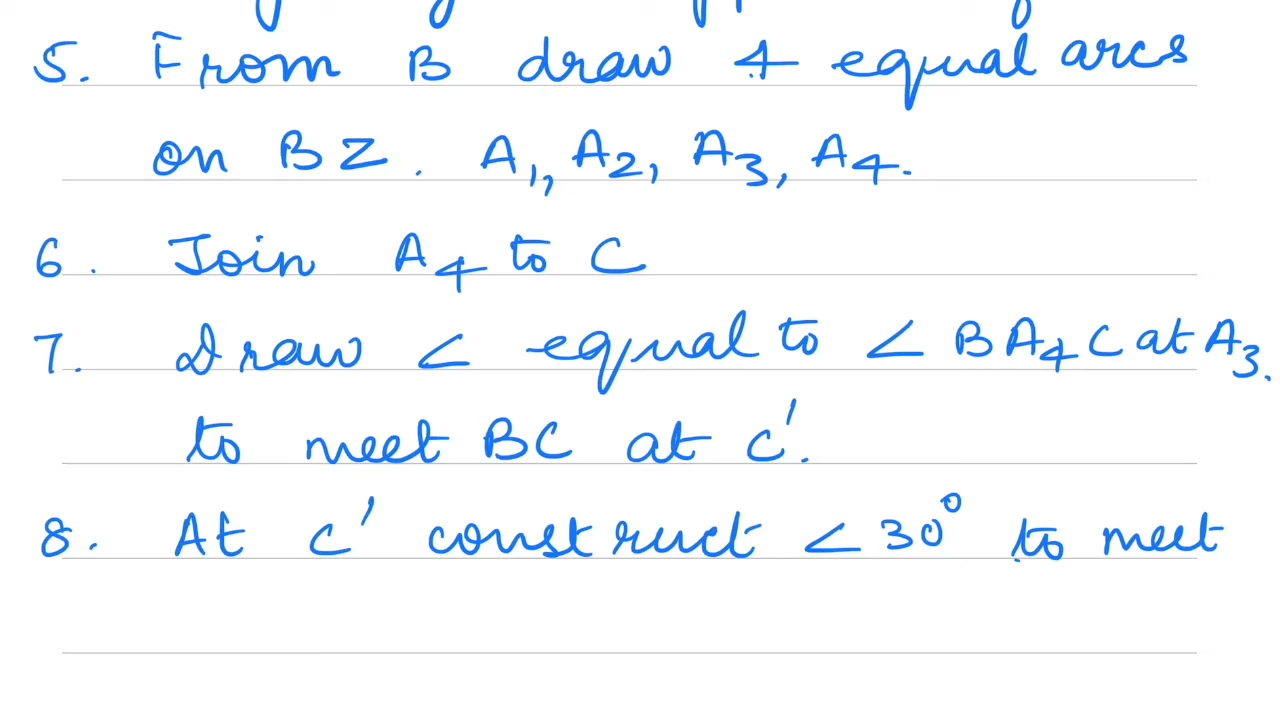 5. From B draw 4 equal arcs
on BZ. A₁, A₂, A₃, A₄.
6. Join A₄ to C
7. Draw < equal to < BA₄C at A₃.
to meet BC at C'.
8. At C' construct < 30° to meet